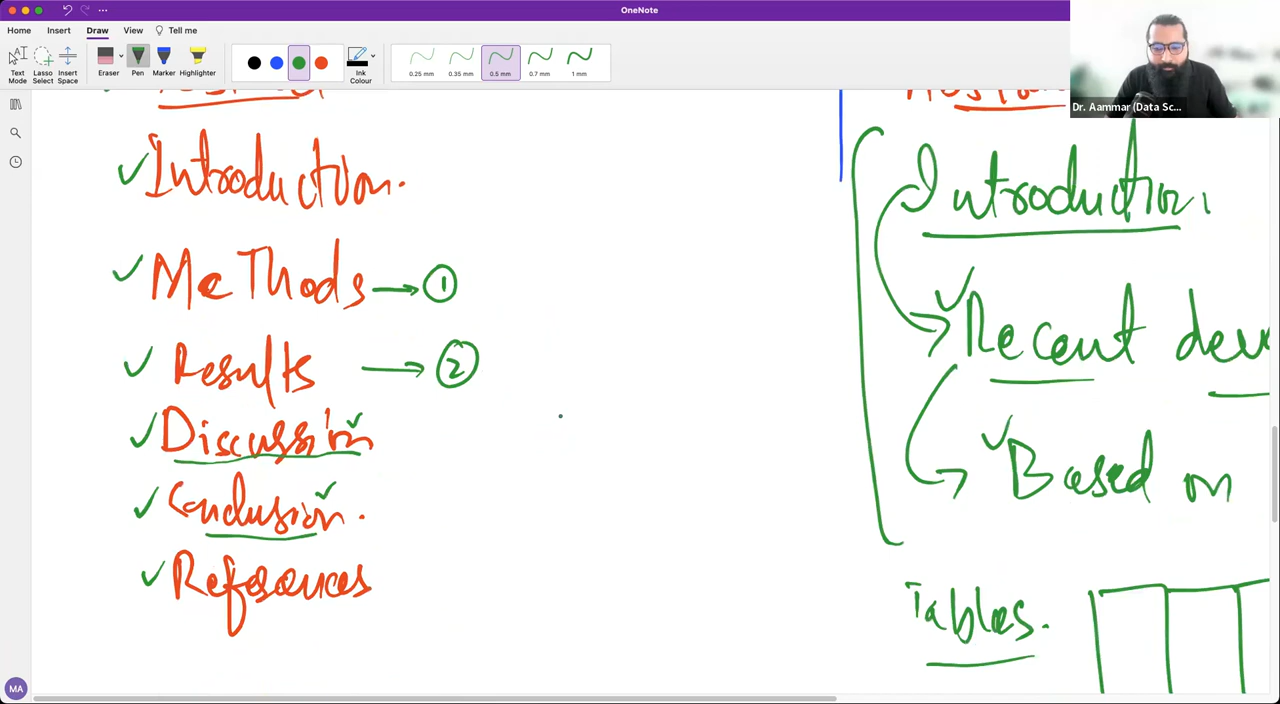 OneNote
Home Insert Draw View Tell me
Text Mode
Lasso Select
Insert Space
Eraser
Pen
Marker
Highlighter
Ink Colour
0.25 mm
0.35 mm
0.5 mm
0.7 mm
1 mm
Dr. Aammar (Data Sc...
Introduction.
Methods → ①
Results → ②
Discussion
Conclusion.
References
Introduction.
Recent
Based on
Tables.
MA